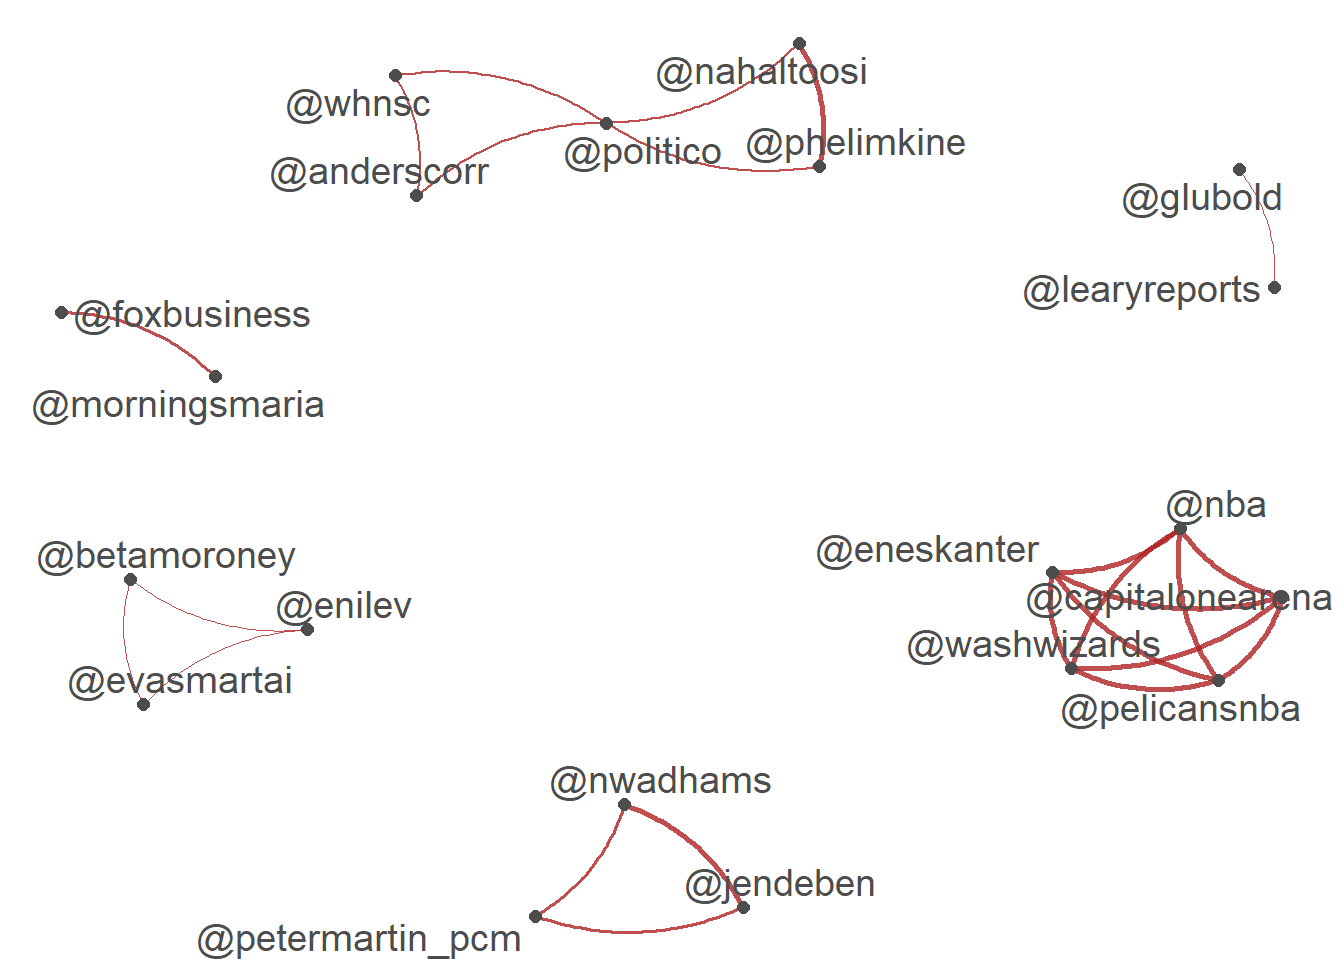 @nahaltoosi
@whnsc
@phelimkine
@politico
@anderscorr
@glubold
@learyreports
@foxbusiness
@morningsmaria
@nba
@eneskanter
@betamoroney
@capitalonearena
@enilev
@washwizards
@evasmartai
@pelicansnba
@nwadhams
@jendeben
@petermartin_pcm